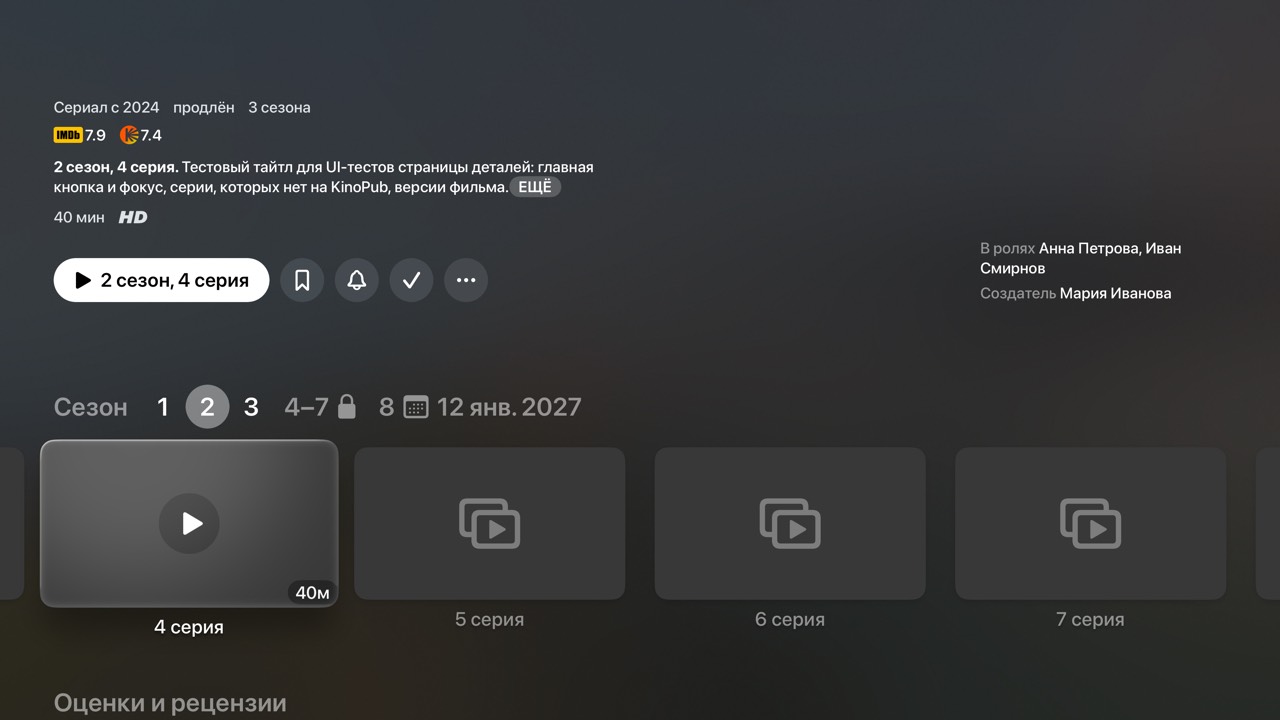 Сериал с 2024 продлён 3 сезона
IMDb 7.9 7.4
2 сезон, 4 серия. Тестовый тайтл для UI-тестов страницы деталей: главная
кнопка и фокус, серии, которых нет на KinoPub, версии фильма. ЕЩЁ
40 мин HD
В ролях Анна Петрова, Иван
Смирнов
Создатель Мария Иванова
2 сезон, 4 серия
Сезон 1 2 3 4–7 8 12 янв. 2027
40м
4 серия
5 серия
6 серия
7 серия
Оценки и рецензии